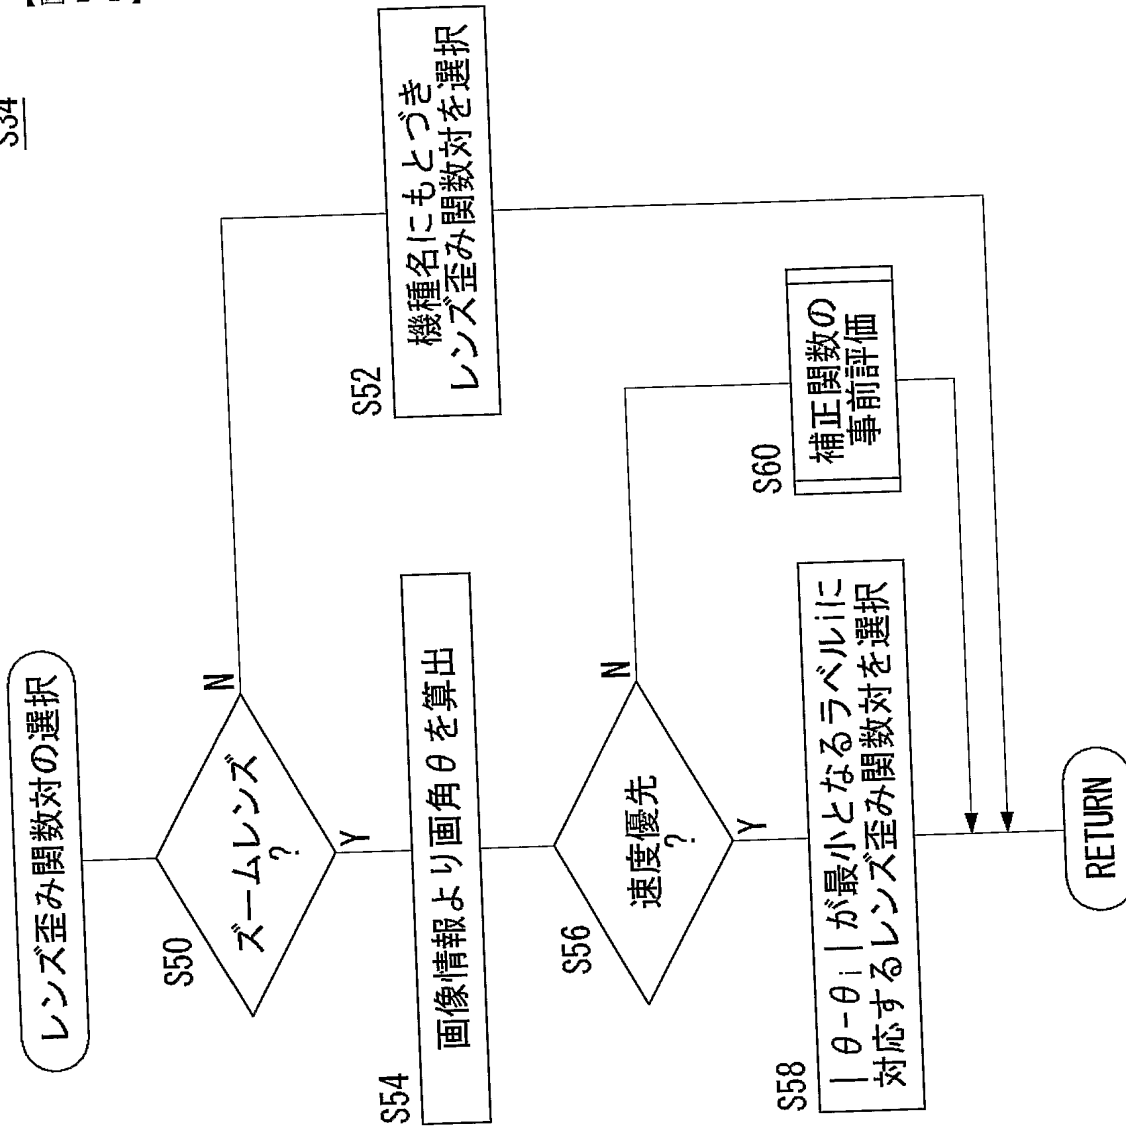 S34
レンズ歪み関数対の選択
S50
ズームレンズ
?
N
Y
S52
機種名にもとづき
レンズ歪み関数対を選択
S54
画像情報より画角θを算出
S56
速度優先
?
N
Y
S58
|θ-θi|が最小となるラベルiに
対応するレンズ歪み関数対を選択
S60
補正関数の
事前評価
RETURN